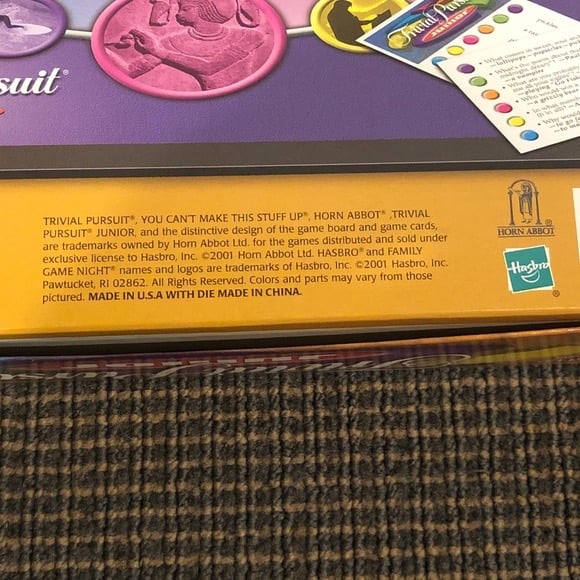 suit®
Trivial Pursuit
JUNIOR
TRIVIAL PURSUIT®, YOU CAN'T MAKE THIS STUFF UP®, HORN ABBOT® ,TRIVIAL
PURSUIT® JUNIOR, and the distinctive design of the game board and game cards,
are trademarks owned by Horn Abbot Ltd. for the games distributed and sold under
exclusive license to Hasbro, Inc. ©2001 Horn Abbot Ltd. HASBRO® and FAMILY
GAME NIGHT® names and logos are trademarks of Hasbro, Inc. ©2001 Hasbro, Inc.
Pawtucket, RI 02862. All Rights Reserved. Colors and parts may vary from those
pictured. MADE IN U.S.A WITH DIE MADE IN CHINA.
HORN ABBOT
®
Hasbro
®